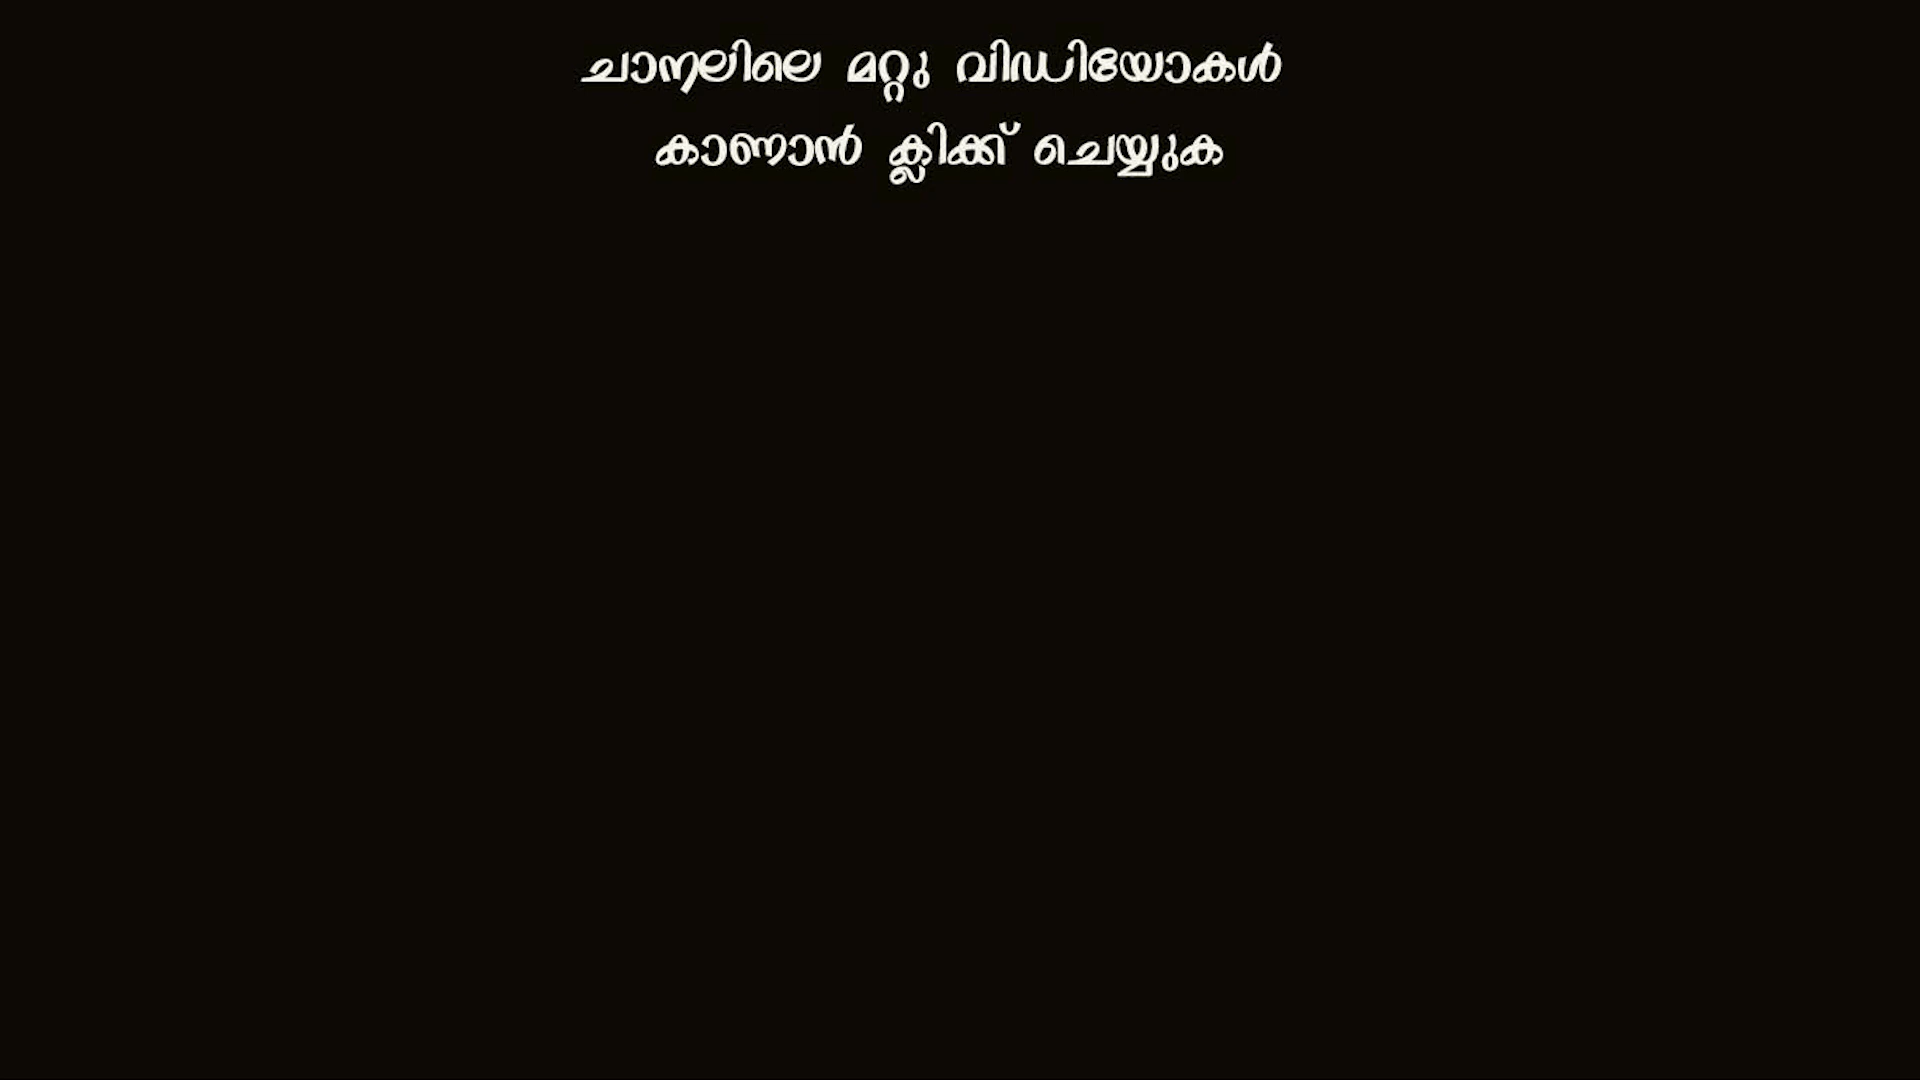 ചാനലിലെ മറ്റു വിഡിയോകൾ
കാണാൻ ക്ലിക്ക് ചെയ്യുക